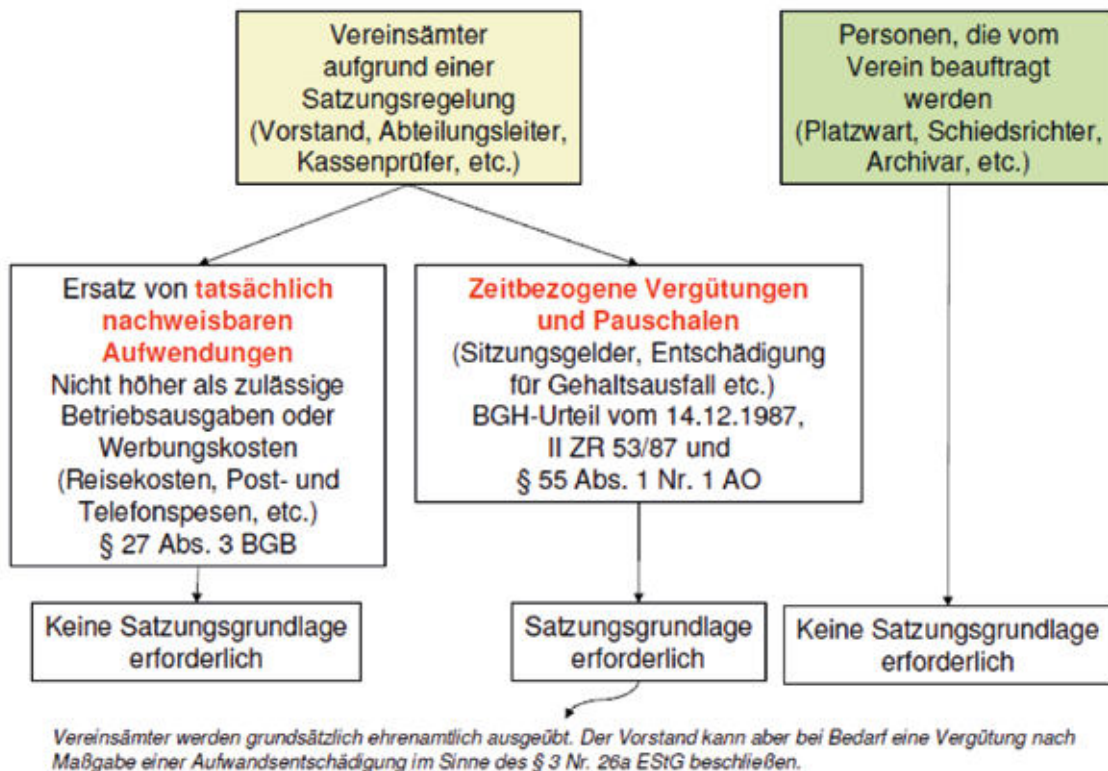 Vereinsämter
aufgrund einer
Satzungsregelung
(Vorstand, Abteilungsleiter,
Kassenprüfer, etc.)
Personen, die vom
Verein beauftragt
werden
(Platzwart, Schiedsrichter,
Archivar, etc.)
Ersatz von tatsächlich
nachweisbaren
Aufwendungen
Nicht höher als zulässige
Betriebsausgaben oder
Werbungskosten
(Reisekosten, Post- und
Telefonspesen, etc.)
§ 27 Abs. 3 BGB
Zeitbezogene Vergütungen
und Pauschalen
(Sitzungsgelder, Entschädigung
für Gehaltsausfall etc.)
BGH-Urteil vom 14.12.1987,
II ZR 53/87 und
§ 55 Abs. 1 Nr. 1 AO
Keine Satzungsgrundlage
erforderlich
Satzungsgrundlage
erforderlich
Keine Satzungsgrundlage
erforderlich
Vereinsämter werden grundsätzlich ehrenamtlich ausgeübt. Der Vorstand kann aber bei Bedarf eine Vergütung nach
Maßgabe einer Aufwandsentschädigung im Sinne des § 3 Nr. 26a EStG beschließen.